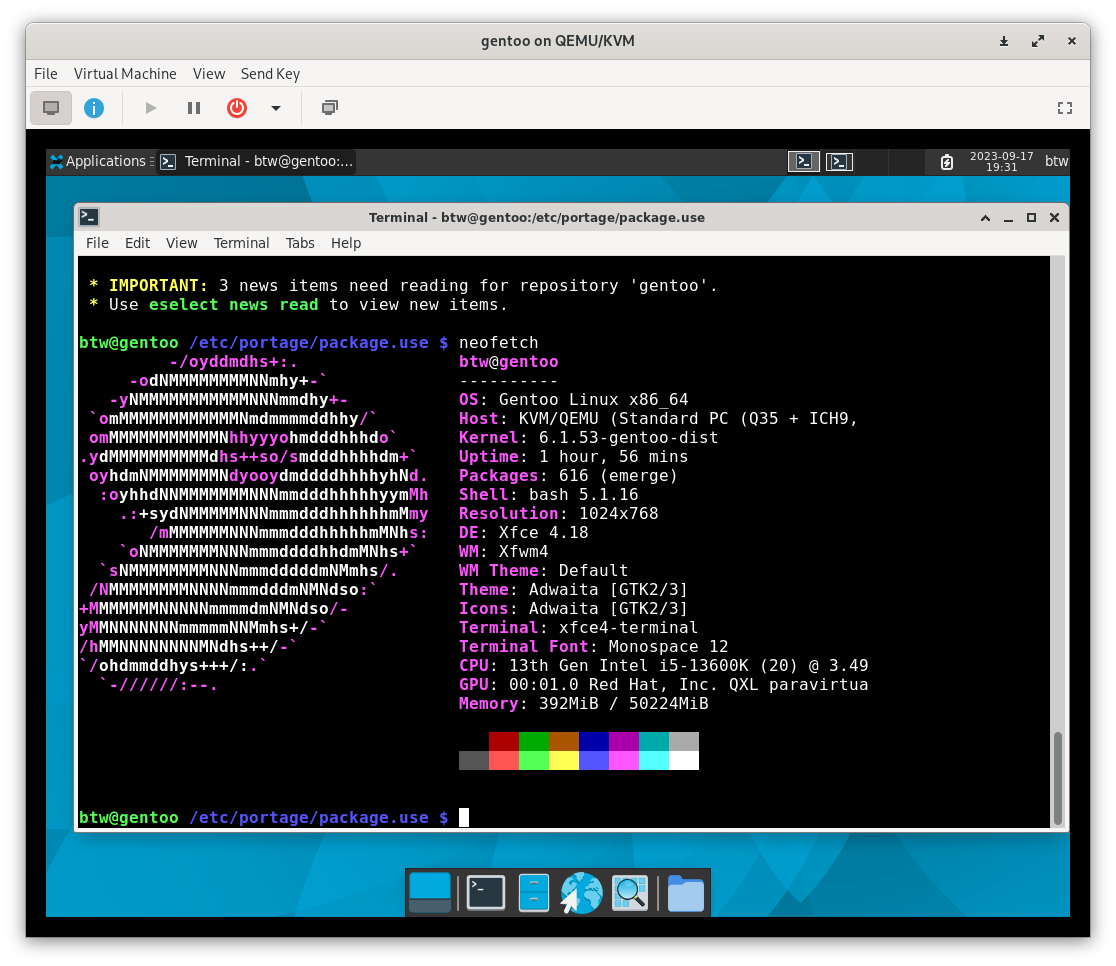 gentoo on QEMU/KVM
File Virtual Machine View Send Key
Applications Terminal - btw@gentoo:... 2023-09-17 19:31 btw
Terminal - btw@gentoo:/etc/portage/package.use
File Edit View Terminal Tabs Help
* IMPORTANT: 3 news items need reading for repository 'gentoo'.
* Use eselect news read to view new items.
btw@gentoo /etc/portage/package.use $ neofetch
-/oyddmdhs+:. btw@gentoo
-odNMMMMMMMMNNmhy+-` ----------
-yNMMMMMMMMMMMNNNmmdhy+- OS: Gentoo Linux x86_64
`omMMMMMMMMMMMMNmdmmmmddhhy/` Host: KVM/QEMU (Standard PC (Q35 + ICH9,
omMMMMMMMMMMMNhhyyyohmdddhhhdo` Kernel: 6.1.53-gentoo-dist
.ydMMMMMMMMMMdhs++so/smdddhhhhdm+` Uptime: 1 hour, 56 mins
oyhdmNMMMMMMMNdyooydmddddhhhhyhNd. Packages: 616 (emerge)
:oyhhdNNMMMMMMMNNNmmdddhhhhhyymMh Shell: bash 5.1.16
.:+sydNMMMMMNNNmmmdddhhhhhhmMmy Resolution: 1024x768
/mMMMMMMNNNmmmdddhhhhhmMNhs: DE: Xfce 4.18
`oNMMMMMMMNNNmmmddddhhdmMNhs+` WM: Xfwm4
`sNMMMMMMMMNNNmmmdddddmNMmhs/. WM Theme: Default
/NMMMMMMMMNNNNmmmdddmNMNdso:` Theme: Adwaita [GTK2/3]
+MMMMMMMNNNNNmmmmdmNMNdso/- Icons: Adwaita [GTK2/3]
yMMNNNNNNNmmmmmNNMmhs+/-` Terminal: xfce4-terminal
/hMMNNNNNNNNMNdhs++/-` Terminal Font: Monospace 12
`/ohdmmddhys+++/:.` CPU: 13th Gen Intel i5-13600K (20) @ 3.49
`-//////:--. GPU: 00:01.0 Red Hat, Inc. QXL paravirtua
Memory: 392MiB / 50224MiB
btw@gentoo /etc/portage/package.use $